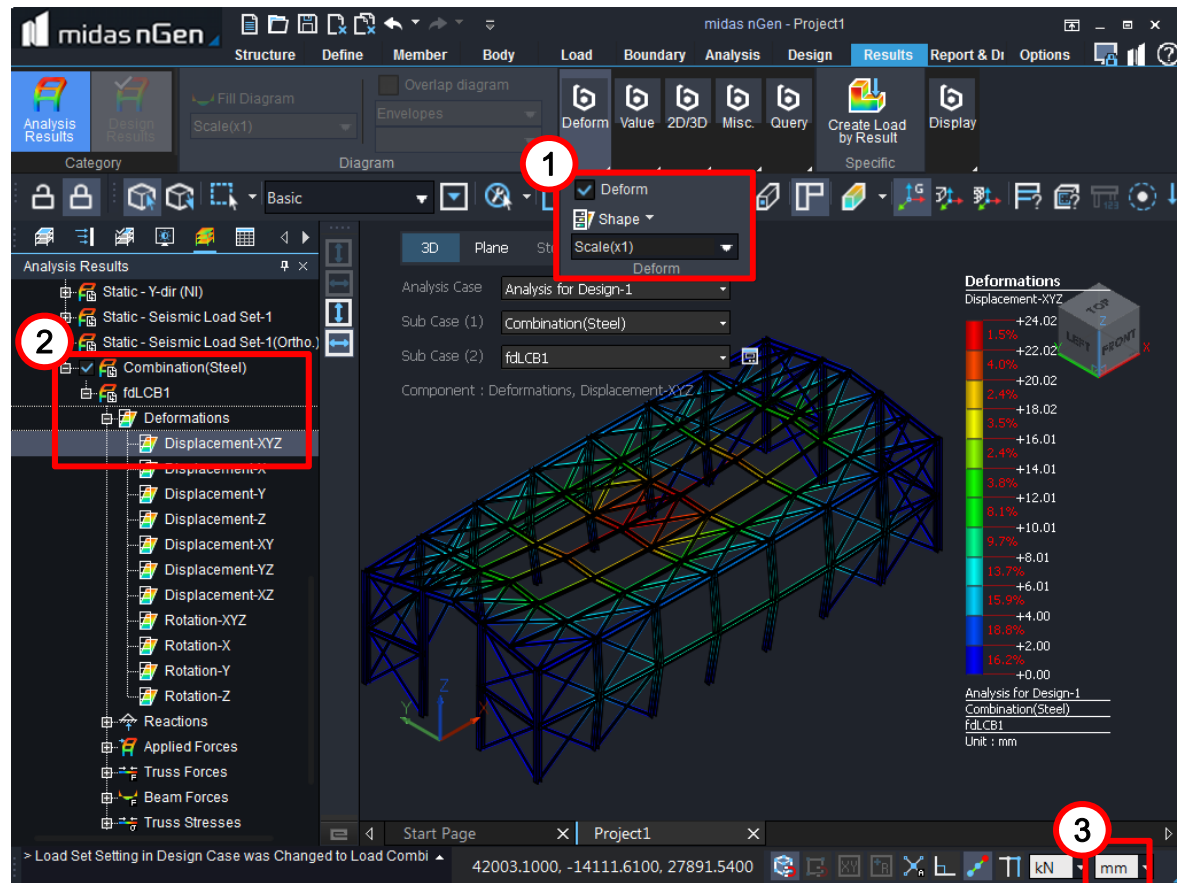 midas nGen
midas nGen - Project1
Structure Define Member Body Load Boundary Analysis Design Results Report & Di Options
Analysis Results
Design Results
Category
Fill Diagram
Scale(x1)
Overlap diagram
Envelopes
Diagram
Deform Value 2D/3D Misc. Query
Create Load by Result
Specific
Display
1
Basic
Deform
Shape
Scale(x1)
Deform
Analysis Results
Static - Y-dir (NI)
Static - Seismic Load Set-1
Static - Seismic Load Set-1(Ortho.)
2
Combination(Steel)
fdLCB1
Deformations
Displacement-XYZ
Displacement-X
Displacement-Y
Displacement-Z
Displacement-XY
Displacement-YZ
Displacement-XZ
Rotation-XYZ
Rotation-X
Rotation-Y
Rotation-Z
Reactions
Applied Forces
Truss Forces
Beam Forces
Truss Stresses
3D Plane
Analysis Case Analysis for Design-1
Sub Case (1) Combination(Steel)
Sub Case (2) fdLCB1
Component : Deformations, Displacement-XYZ
Deformations
Displacement-XYZ
+24.02
1.5%
+22.02
4.0%
+20.02
2.4%
+18.02
3.5%
+16.01
2.4%
+14.01
3.8%
+12.01
8.1%
+10.01
9.7%
+8.01
13.7%
+6.01
15.9%
+4.00
18.8%
+2.00
16.2%
+0.00
Analysis for Design-1
Combination(Steel)
fdLCB1
Unit : mm
TOP
LEFT
FRONT
Z
X
Y
Z
Y
X
Start Page Project1
3
> Load Set Setting in Design Case was Changed to Load Combi
42003.1000, -14111.6100, 27891.5400
kN mm